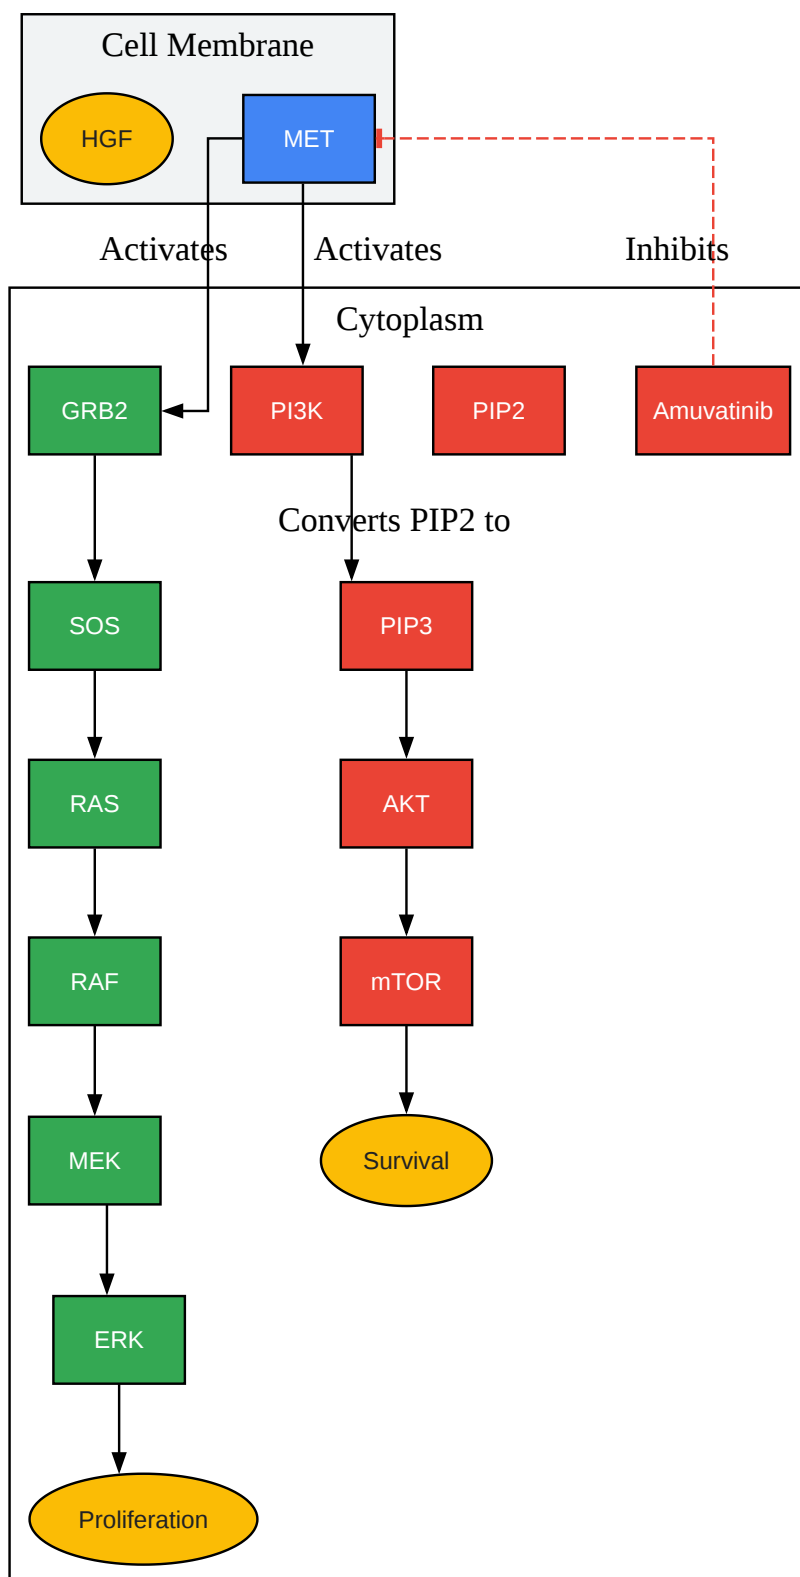 Cell Membrane
HGF
MET
Activates
Activates
Inhibits
Cytoplasm
GRB2
PI3K
PIP2
Amuvatinib
Converts PIP2 to
SOS
PIP3
RAS
AKT
RAF
mTOR
MEK
Survival
ERK
Proliferation